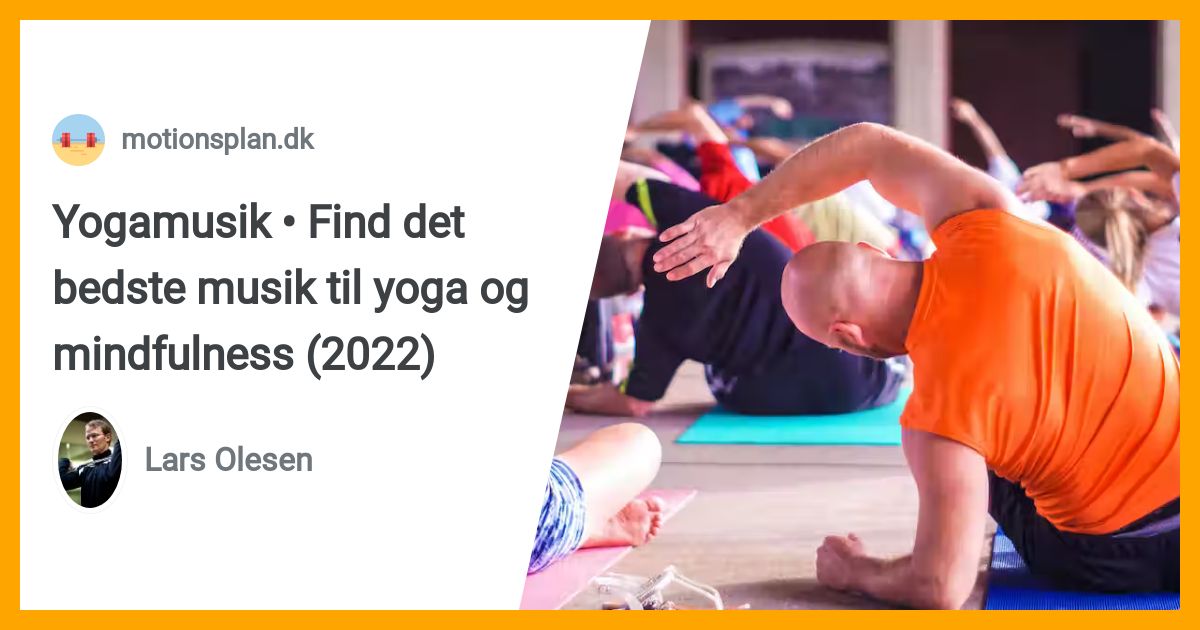 motionsplan.dk
Yogamusik • Find det
bedste musik til yoga og
mindfulness (2022)
Lars Olesen